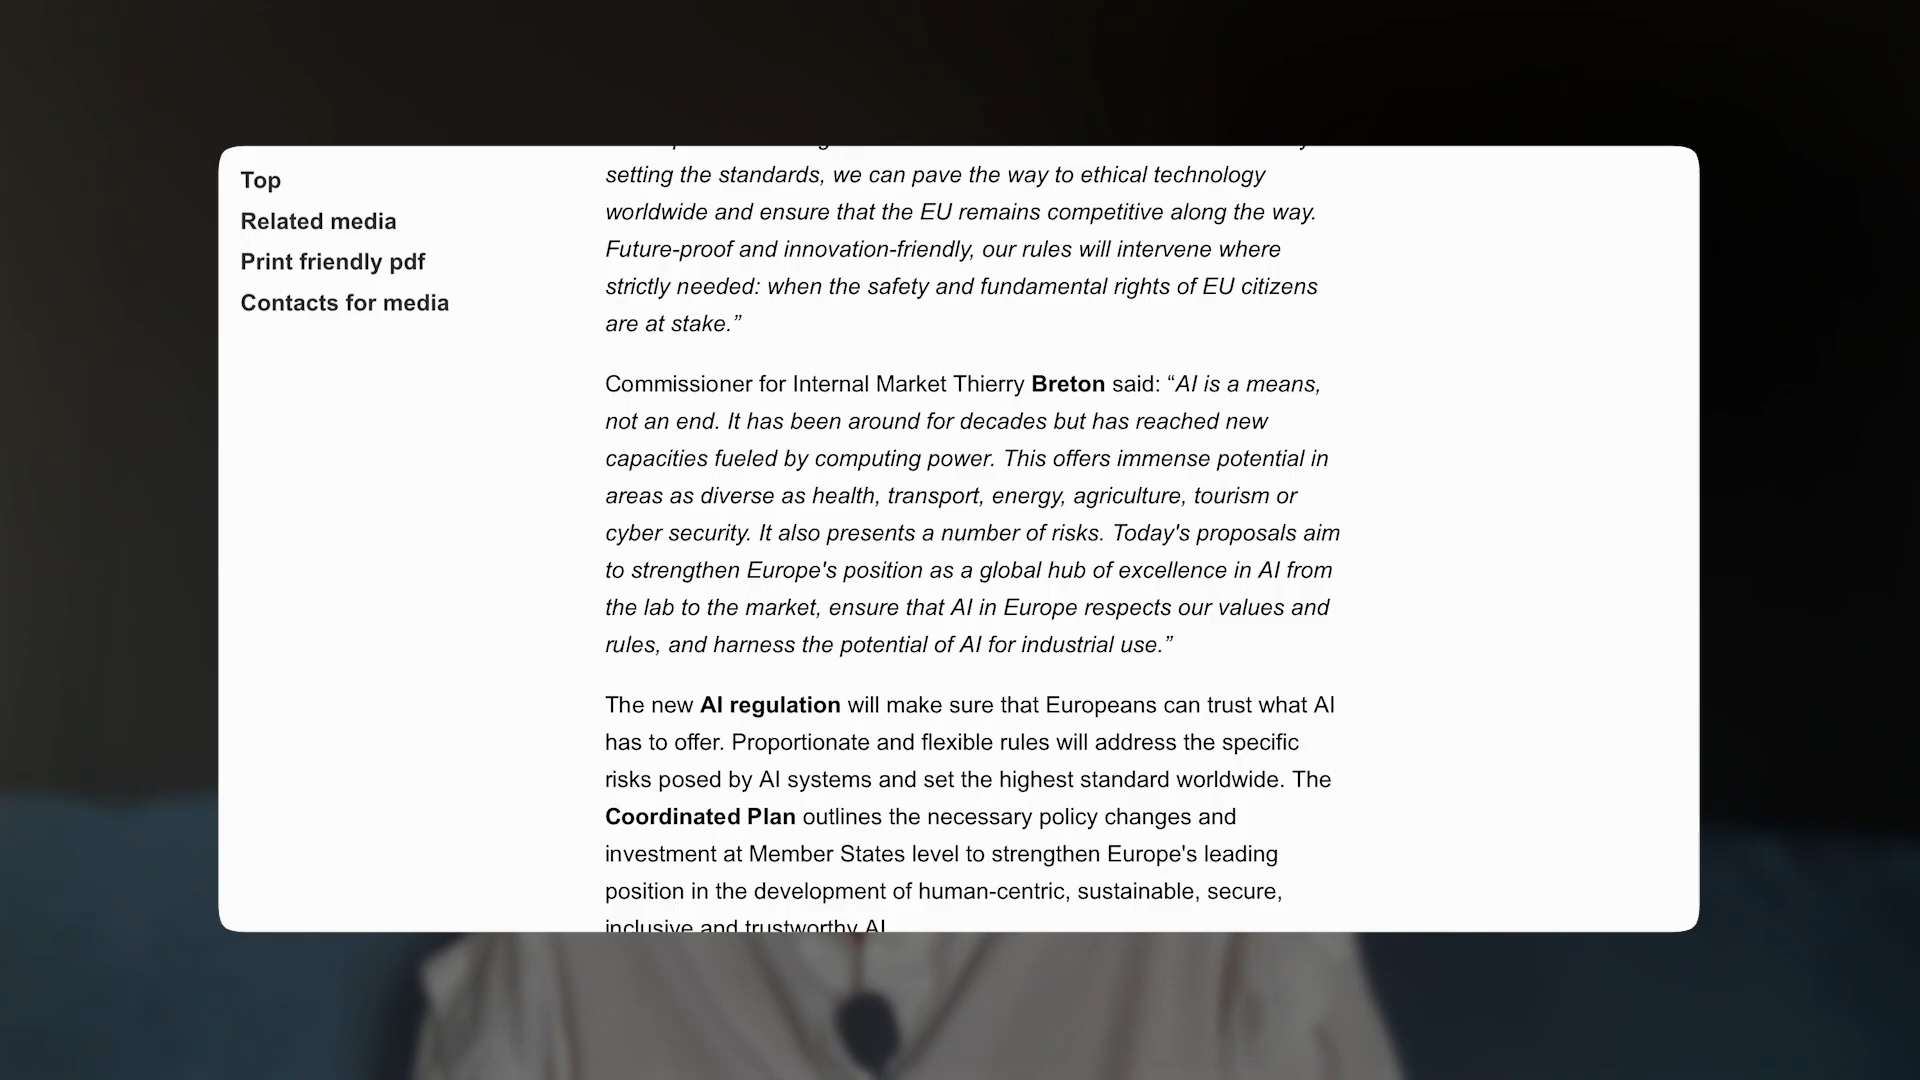 Top
Related media
Print friendly pdf
Contacts for media
setting the standards, we can pave the way to ethical technology
worldwide and ensure that the EU remains competitive along the way.
Future-proof and innovation-friendly, our rules will intervene where
strictly needed: when the safety and fundamental rights of EU citizens
are at stake.”
Commissioner for Internal Market Thierry Breton said: “AI is a means,
not an end. It has been around for decades but has reached new
capacities fueled by computing power. This offers immense potential in
areas as diverse as health, transport, energy, agriculture, tourism or
cyber security. It also presents a number of risks. Today's proposals aim
to strengthen Europe's position as a global hub of excellence in AI from
the lab to the market, ensure that AI in Europe respects our values and
rules, and harness the potential of AI for industrial use.”
The new AI regulation will make sure that Europeans can trust what AI
has to offer. Proportionate and flexible rules will address the specific
risks posed by AI systems and set the highest standard worldwide. The
Coordinated Plan outlines the necessary policy changes and
investment at Member States level to strengthen Europe's leading
position in the development of human-centric, sustainable, secure,
inclusive and trustworthy AI